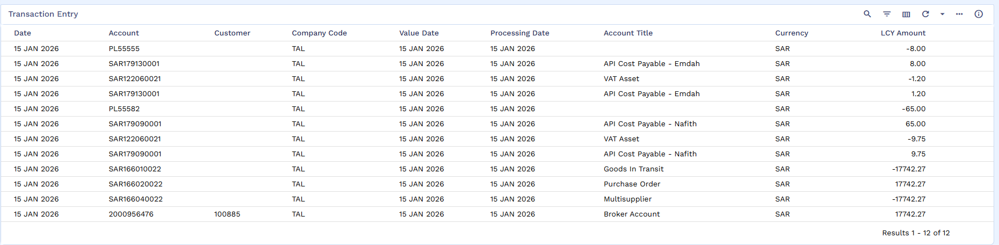 Transaction Entry
Date Account Customer Company Code Value Date Processing Date Account Title Currency LCY Amount
15 JAN 2026 PL55555 TAL 15 JAN 2026 15 JAN 2026 SAR -8.00
15 JAN 2026 SAR179130001 TAL 15 JAN 2026 15 JAN 2026 API Cost Payable - Emdah SAR 8.00
15 JAN 2026 SAR122060021 TAL 15 JAN 2026 15 JAN 2026 VAT Asset SAR -1.20
15 JAN 2026 SAR179130001 TAL 15 JAN 2026 15 JAN 2026 API Cost Payable - Emdah SAR 1.20
15 JAN 2026 PL55582 TAL 15 JAN 2026 15 JAN 2026 SAR -65.00
15 JAN 2026 SAR179090001 TAL 15 JAN 2026 15 JAN 2026 API Cost Payable - Nafith SAR 65.00
15 JAN 2026 SAR122060021 TAL 15 JAN 2026 15 JAN 2026 VAT Asset SAR -9.75
15 JAN 2026 SAR179090001 TAL 15 JAN 2026 15 JAN 2026 API Cost Payable - Nafith SAR 9.75
15 JAN 2026 SAR166010022 TAL 15 JAN 2026 15 JAN 2026 Goods In Transit SAR -17742.27
15 JAN 2026 SAR166020022 TAL 15 JAN 2026 15 JAN 2026 Purchase Order SAR 17742.27
15 JAN 2026 SAR166040022 TAL 15 JAN 2026 15 JAN 2026 Multisupplier SAR -17742.27
15 JAN 2026 2000956476 100885 TAL 15 JAN 2026 15 JAN 2026 Broker Account SAR 17742.27
Results 1 - 12 of 12